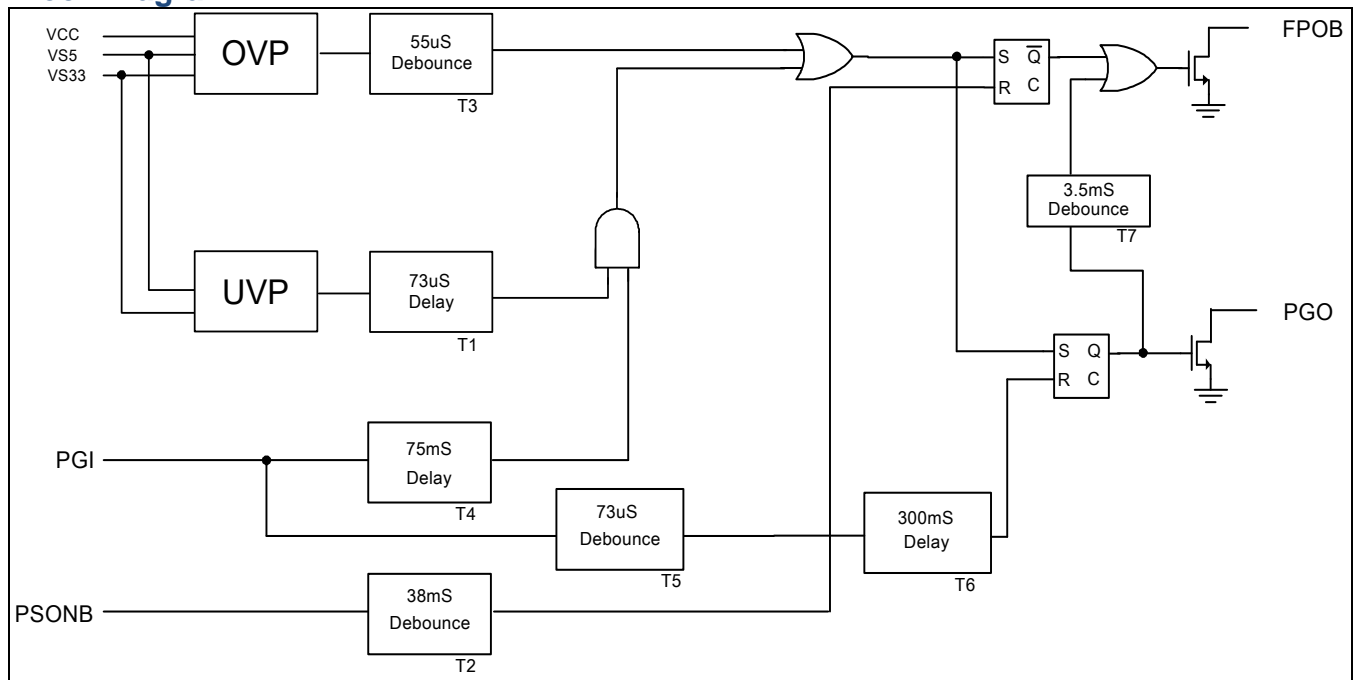 VCC
VS5
VS33
OVP
55uS
Debounce
T3
S Q
R C
FPOB
3.5mS
Debounce
T7
UVP
73uS
Delay
T1
PGO
S Q
R C
PGI
75mS
Delay
T4
73uS
Debounce
T5
300mS
Delay
T6
PSONB
38mS
Debounce
T2